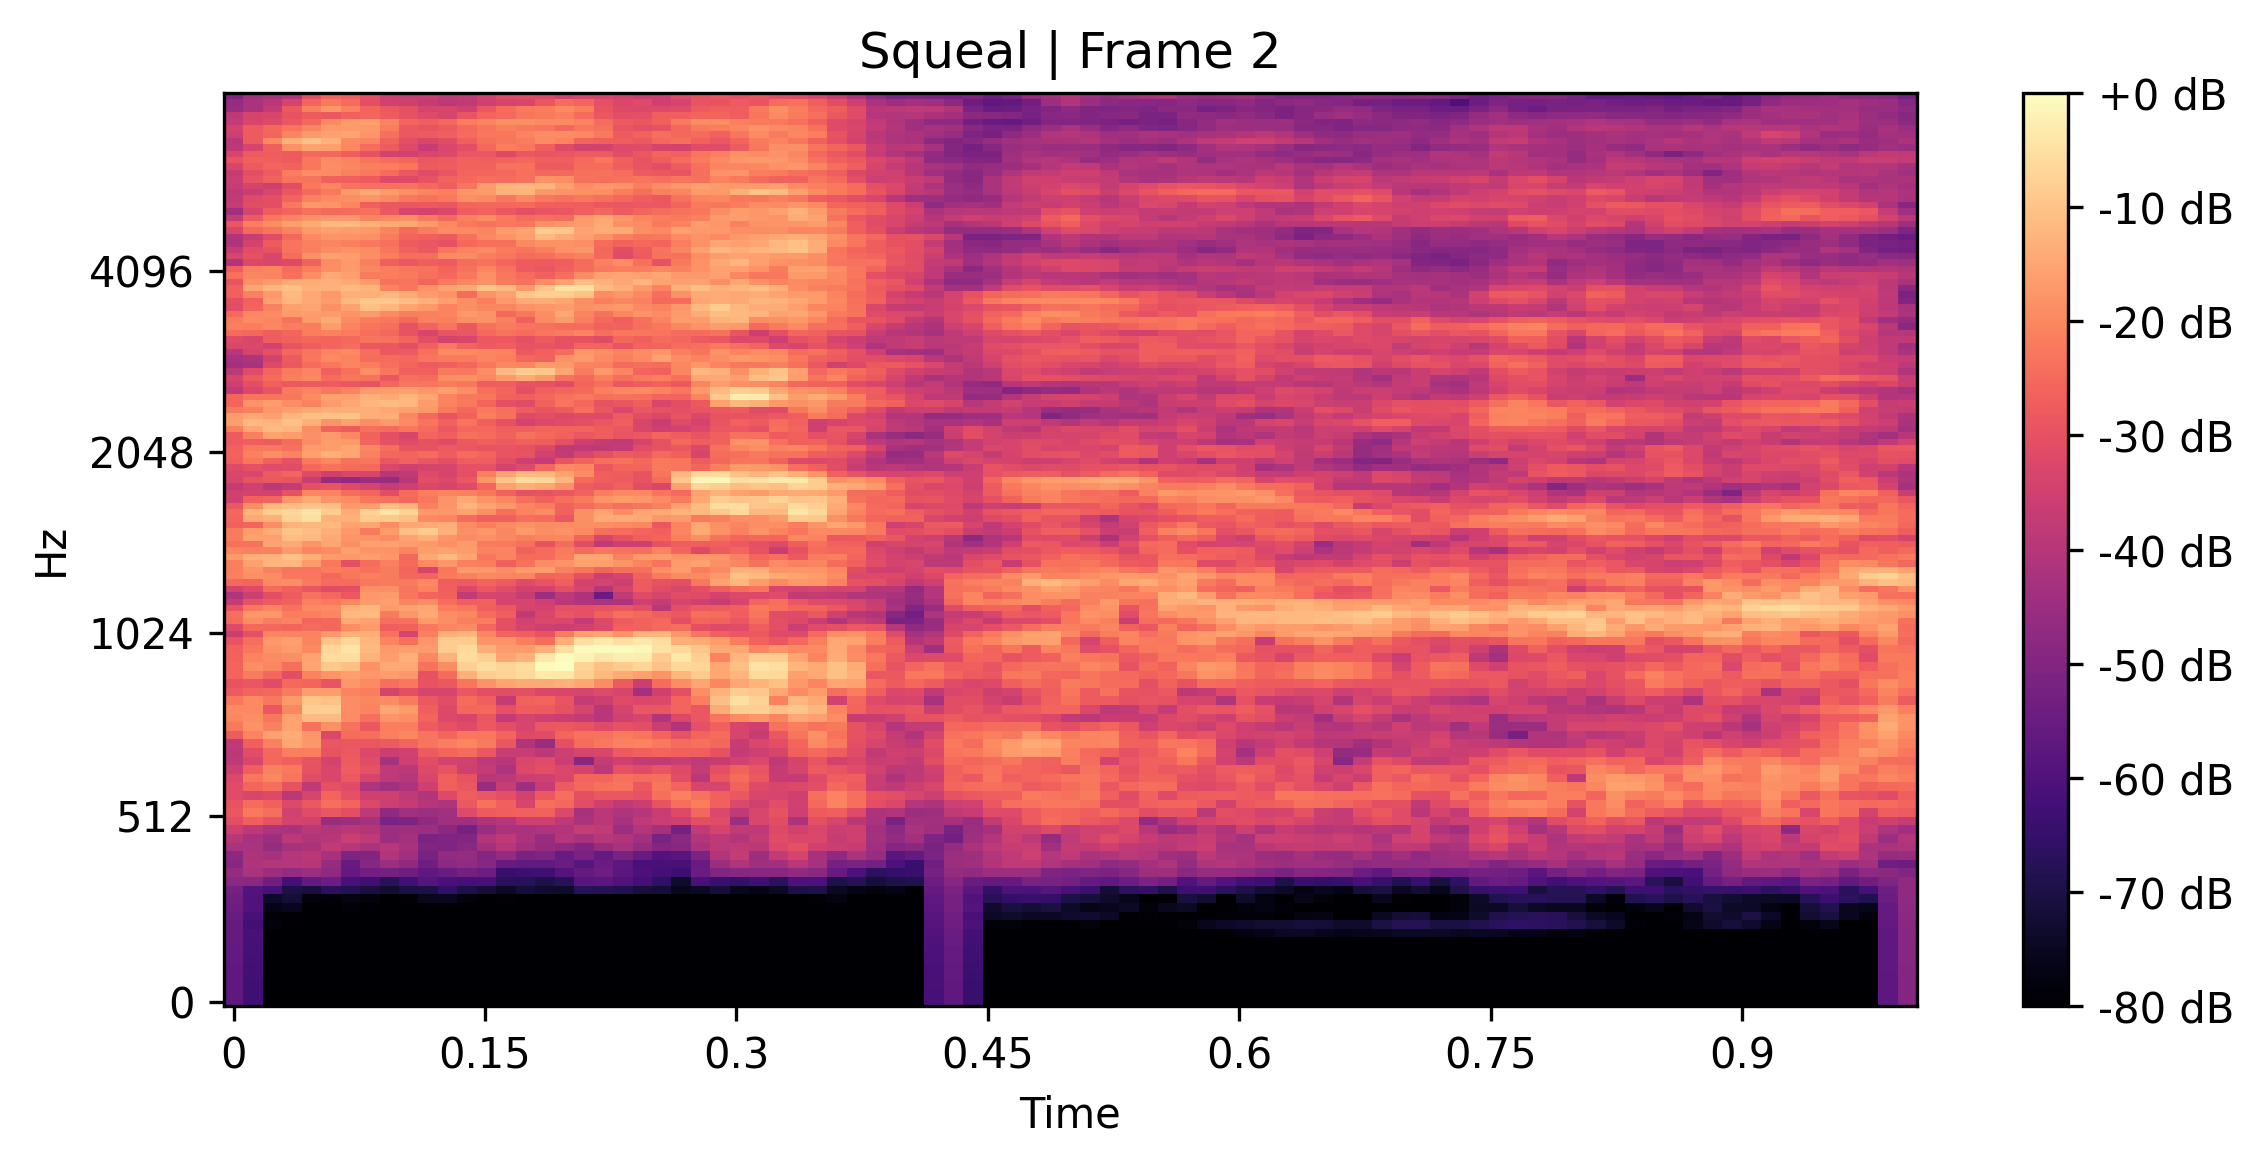 Squeal | Frame 2
Hz
4096
2048
1024
512
0
0 0.15 0.3 0.45 0.6 0.75 0.9
Time
+0 dB
-10 dB
-20 dB
-30 dB
-40 dB
-50 dB
-60 dB
-70 dB
-80 dB